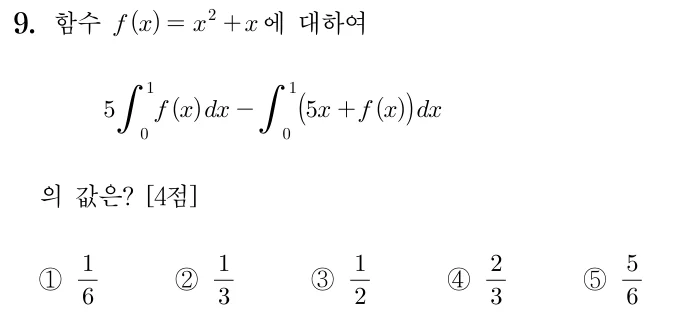 9. 함수 f(x) = x² + x에 대하여
5∫₀¹ f(x)dx − ∫₀¹ (5x + f(x))dx
의 값은? [4점]
① 1/6 ② 1/3 ③ 1/2 ④ 2/3 ⑤ 5/6